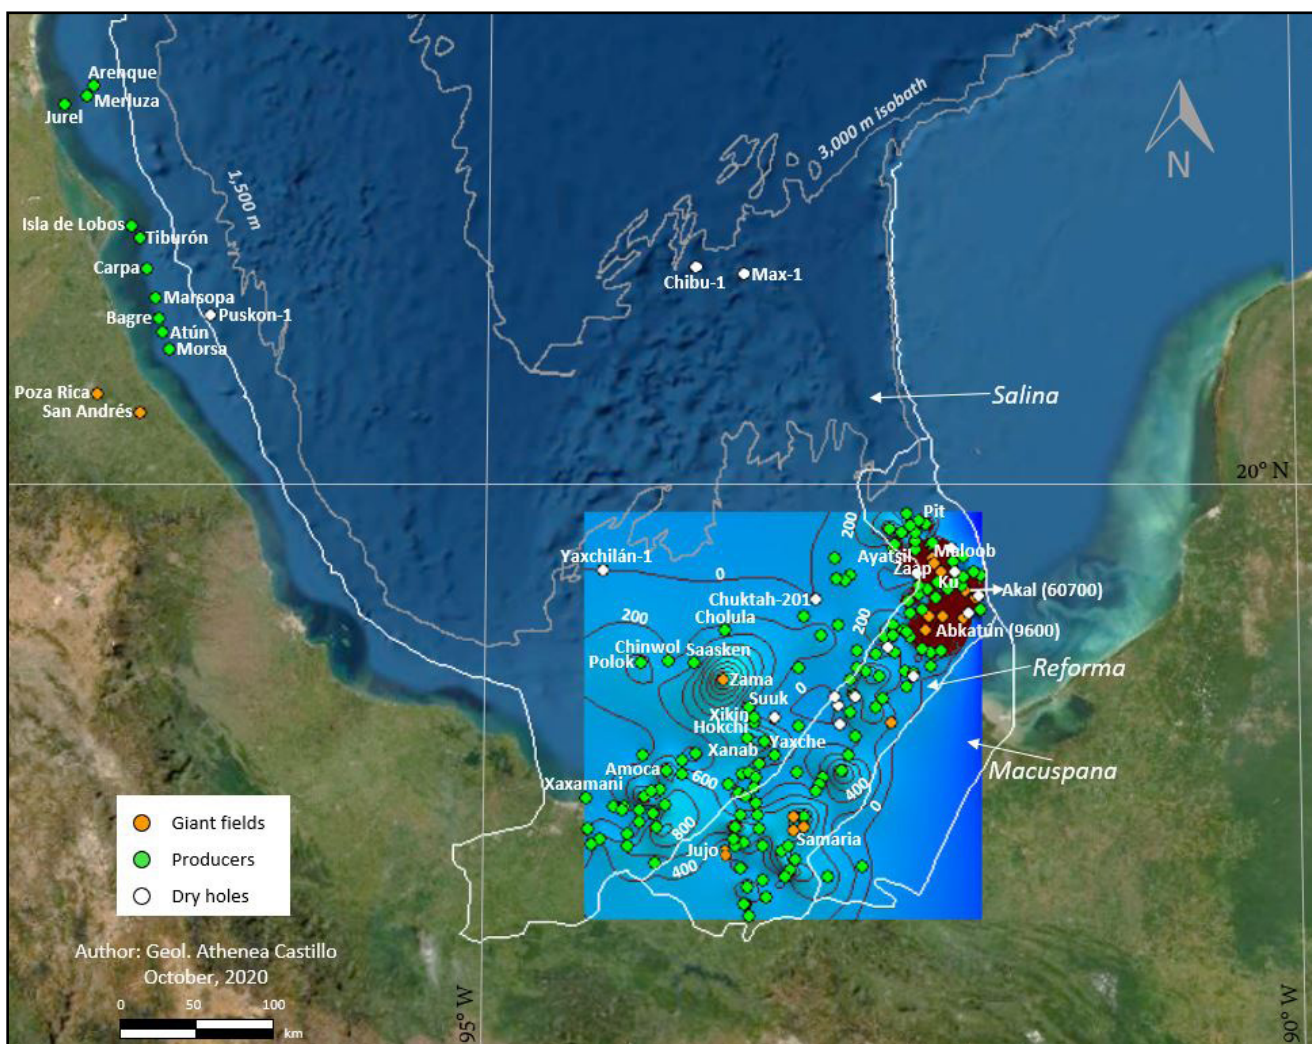 Arenque
Merluza
Jurel
3,000 m isobath
1,500 m
N
Isla de Lobos
Tiburón
Carpa
Chibu-1
Max-1
Marsopa
Bagre
Puskon-1
Atún
Morsa
Poza Rica
San Andrés
Salina
20° N
Pit
200
Yaxchilán-1
0
Ayatsil
Maloob
Zaap
Ku
Akal (60700)
Chuktah-201
200
Cholula
200
Abkatún (9600)
Chinwol
Saasken
Polok
Reforma
Zama
0
Suuk
Xikin
Hokchi
Yaxche
Xanab
Macuspana
Amoca
600
Xaxamani
400
0
800
Samaria
Jujo
400
Giant fields
Producers
Dry holes
Author: Geol. Athenea Castillo
October, 2020
0 50 100
km
95° W
90° W